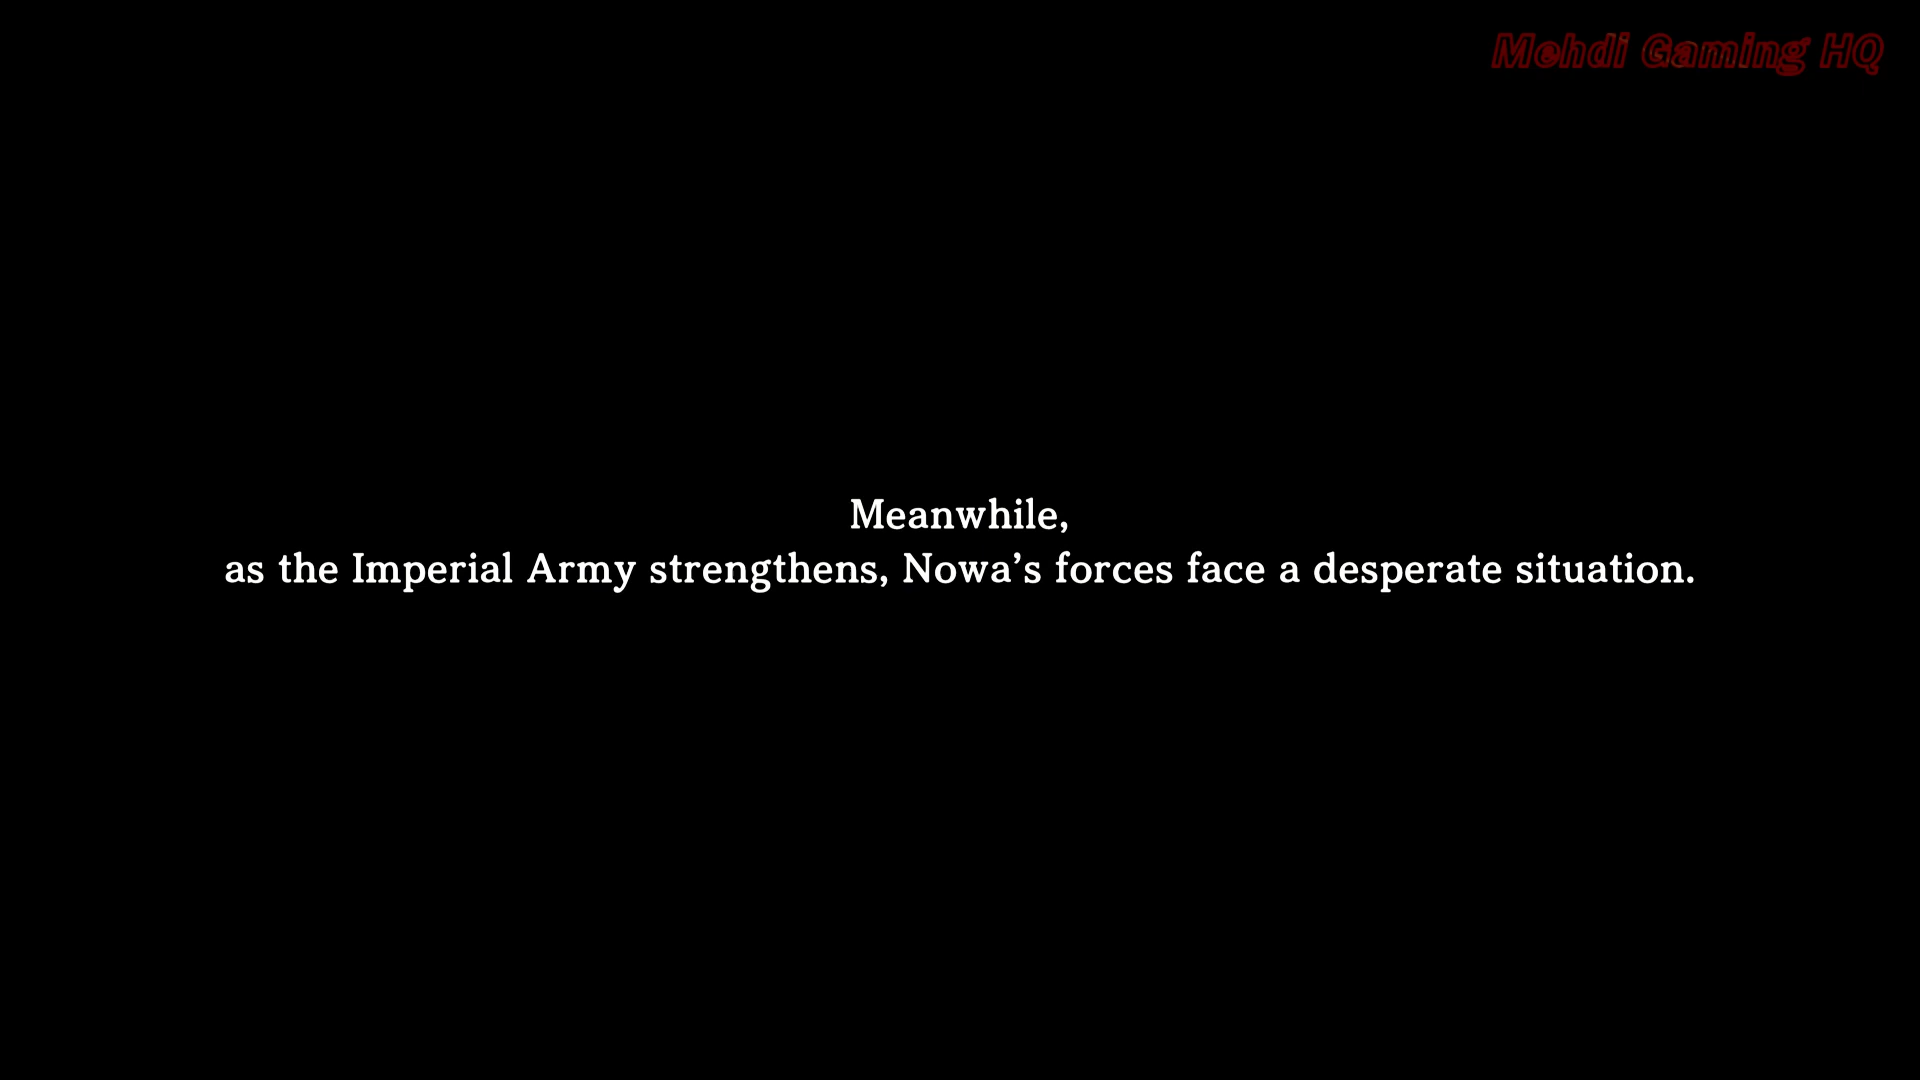 Mehdi Gaming HQ
Meanwhile,
as the Imperial Army strengthens, Nowa’s forces face a desperate situation.